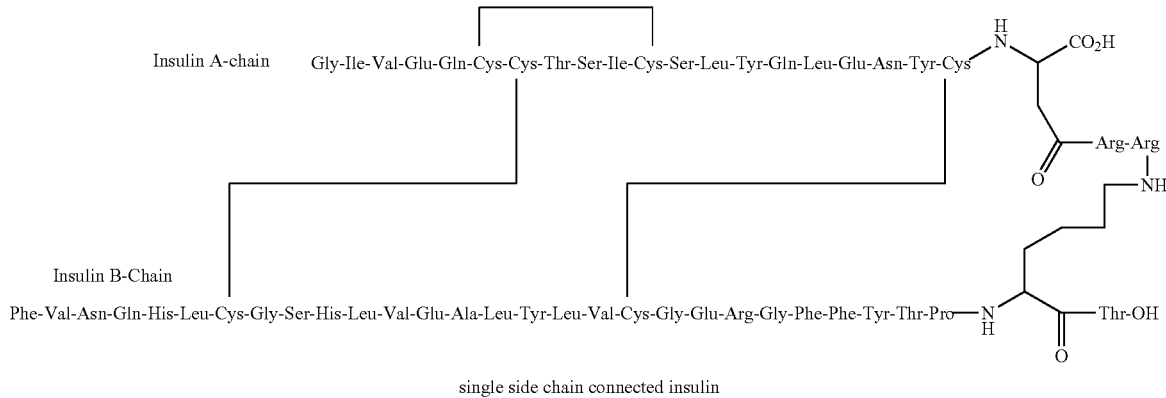 Insulin A-chain
Gly-Ile-Val-Glu-Gln-Cys-Cys-Thr-Ser-Ile-Cys-Ser-Leu-Tyr-Gln-Leu-Glu-Asn-Tyr-Cys
H
N
CO2H
O
Arg-Arg
NH
Insulin B-Chain
Phe-Val-Asn-Gln-His-Leu-Cys-Gly-Ser-His-Leu-Val-Glu-Ala-Leu-Tyr-Leu-Val-Cys-Gly-Glu-Arg-Gly-Phe-Phe-Tyr-Thr-Pro
N
H
Thr-OH
O
single side chain connected insulin